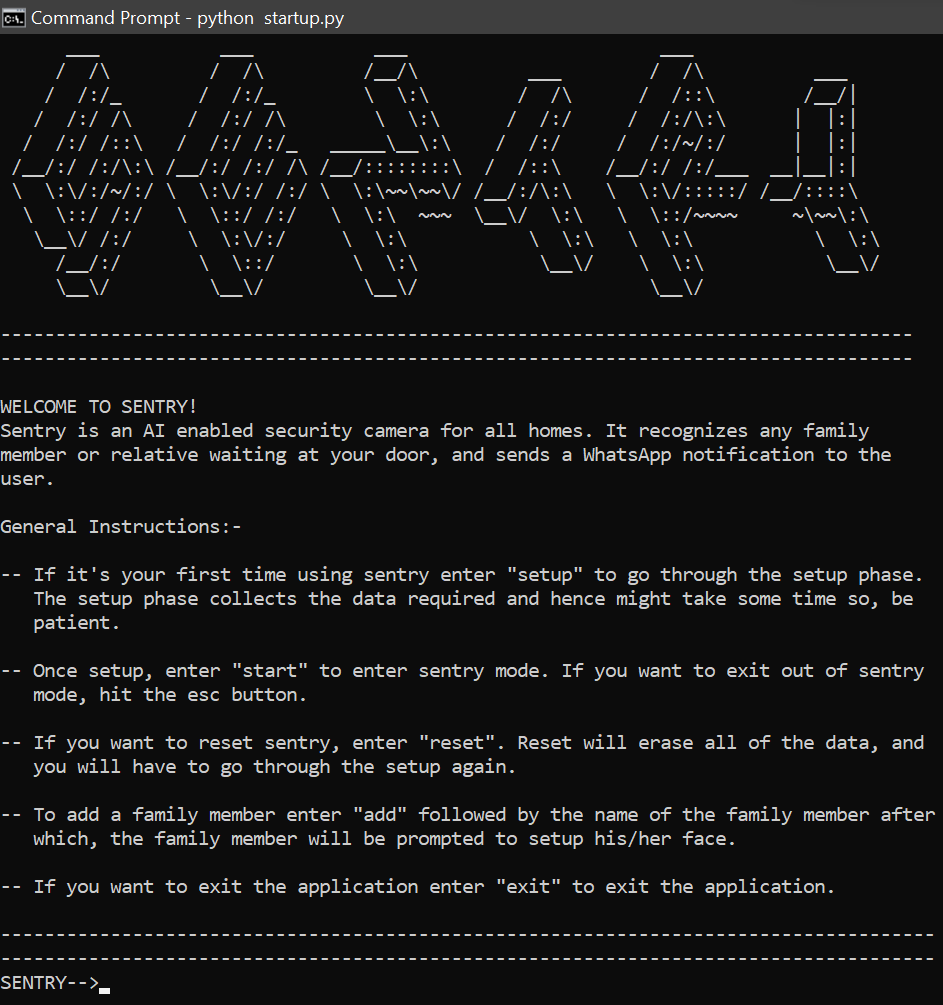 Command Prompt - python  startup.py
SENTRY
--------------------------------------------------------------------------------
--------------------------------------------------------------------------------
WELCOME TO SENTRY!
Sentry is an AI enabled security camera for all homes. It recognizes any family
member or relative waiting at your door, and sends a WhatsApp notification to the
user.
General Instructions:-
-- If it's your first time using sentry enter "setup" to go through the setup phase.
The setup phase collects the data required and hence might take some time so, be
patient.
-- Once setup, enter "start" to enter sentry mode. If you want to exit out of sentry
mode, hit the esc button.
-- If you want to reset sentry, enter "reset". Reset will erase all of the data, and
you will have to go through the setup again.
-- To add a family member enter "add" followed by the name of the family member after
which, the family member will be prompted to setup his/her face.
-- If you want to exit the application enter "exit" to exit the application.
--------------------------------------------------------------------------------
--------------------------------------------------------------------------------
SENTRY-->